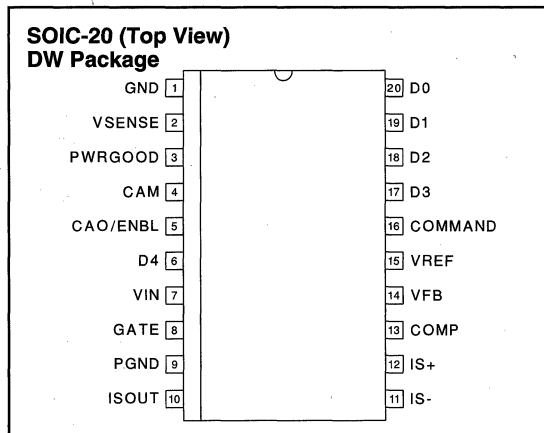 SOIC-20 (Top View)
DW Package
GND 1
VSENSE 2
PWRGOOD 3
CAM 4
CAO/ENBL 5
D4 6
VIN 7
GATE 8
PGND 9
ISOUT 10
20 D0
19 D1
18 D2
17 D3
16 COMMAND
15 VREF
14 VFB
13 COMP
12 IS+
11 IS-